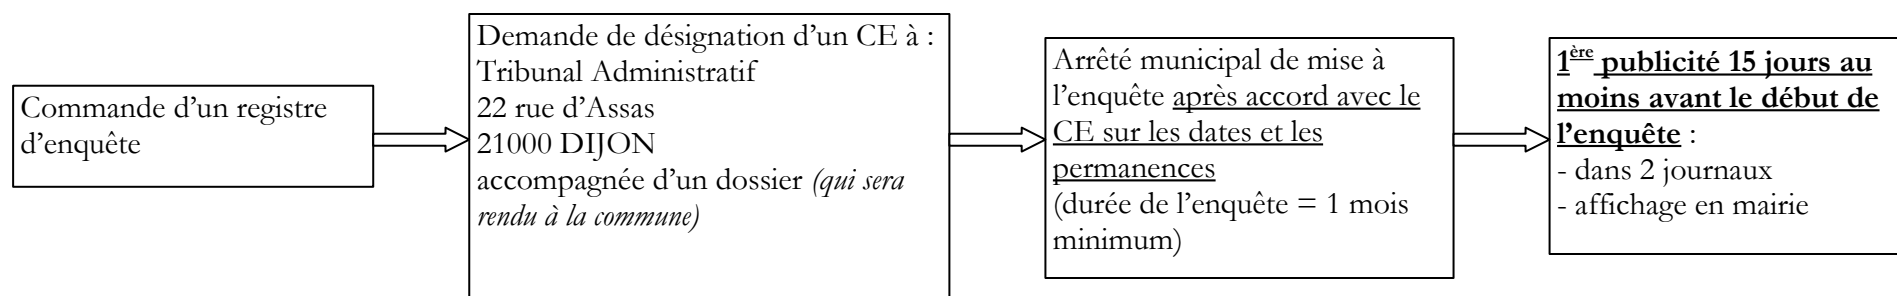 Commande d’un registre
d’enquête
Demande de désignation d’un CE à :
Tribunal Administratif
22 rue d’Assas
21000 DIJON
accompagnée d’un dossier (qui sera
rendu à la commune)
Arrêté municipal de mise à
l’enquête après accord avec le
CE sur les dates et les
permanences
(durée de l’enquête = 1 mois
minimum)
1ère publicité 15 jours au
moins avant le début de
l’enquête :
- dans 2 journaux
- affichage en mairie